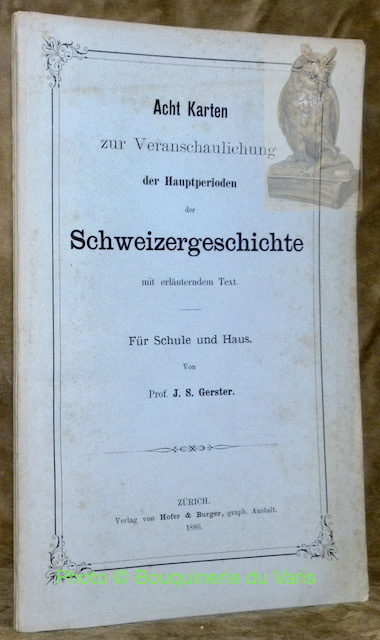 Acht Karten
zur Veranschaulichung
der Hauptperioden
der
Schweizergeschichte
mit erläuterndem Text
Für Schule und Haus.
Von
Prof. J. S. Gerster.
ZÜRICH.
Verlag von Hofer & Burger, graph. Anstalt.
1886.
Photo © Bouquinerie du Varis